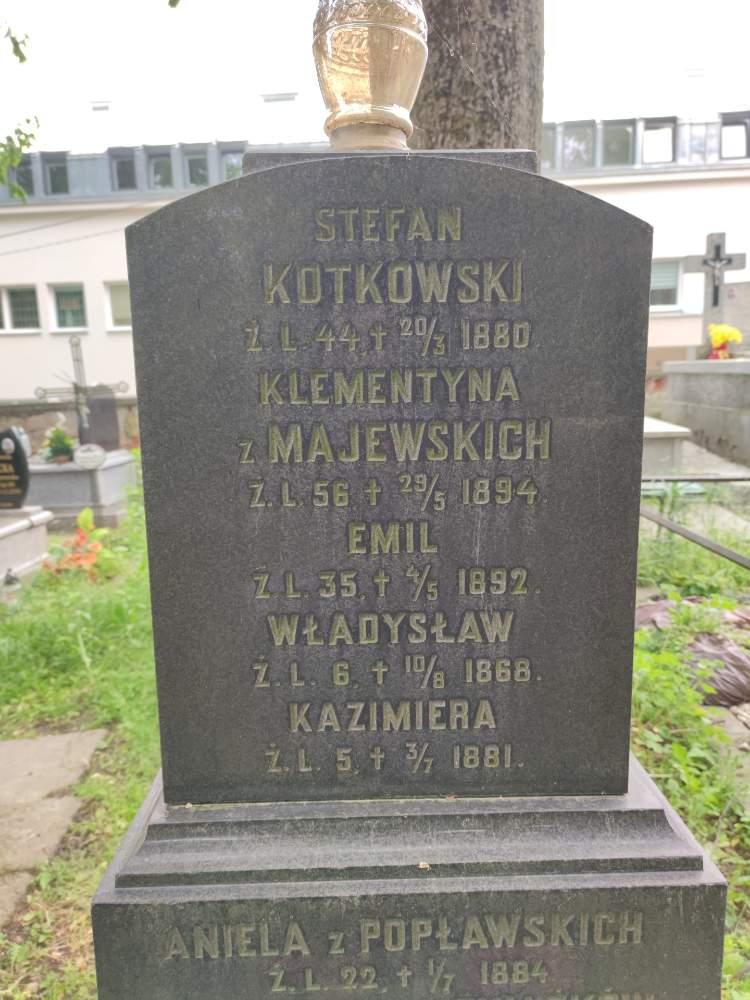 STEFAN
KOTKOWSKI
Ż. L. 44, † 20/3 1880.
KLEMENTYNA
z MAJEWSKICH
Ż. L. 56 † 29/5 1894.
EMIL
Ż. L. 35, † 4/5 1892.
WŁADYSŁAW
Ż. L. 6, † 10/8 1868.
KAZIMIERA
Ż. L. 5 † 3/7 1881.
ANIELA z POPŁAWSKICH
Ż. L. 22, † 1/7 1884